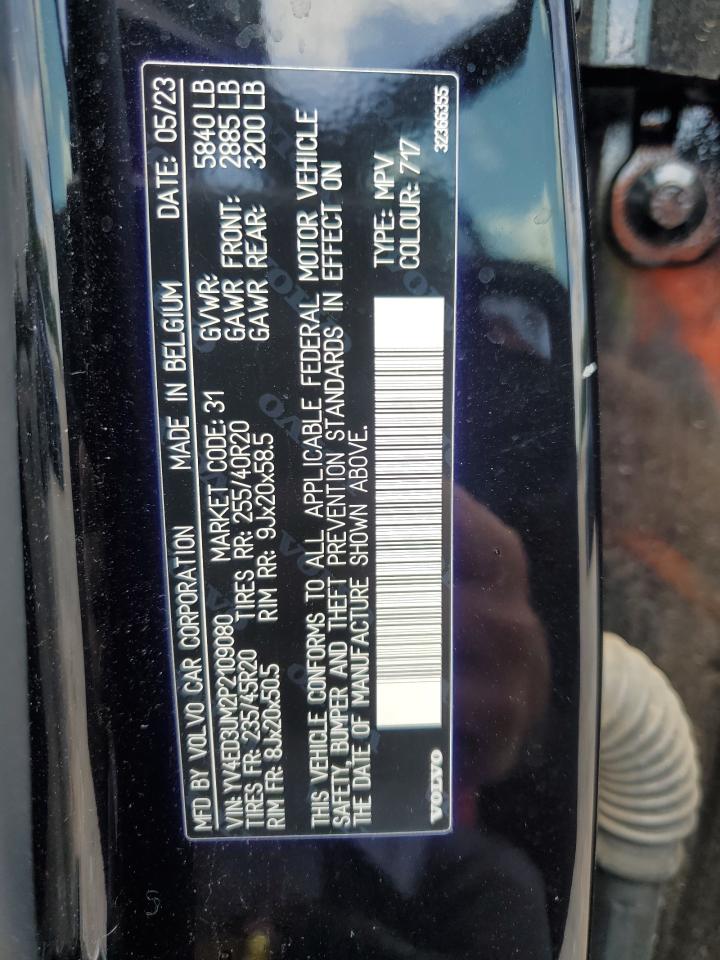 MFD BY VOLVO CAR CORPORATION MADE IN BELGIUM DATE: 05/23
VIN: YV4ED3UM2P2109080 MARKET CODE: 31 GVWR: 5840 LB
TIRES FR: 235/45R20 TIRES RR: 255/40R20 GAWR FRONT: 2885 LB
RIM FR: 8Jx20x50.5 RIM RR: 9Jx20x58.5 GAWR REAR: 3200 LB
THIS VEHICLE CONFORMS TO ALL APPLICABLE FEDERAL MOTOR VEHICLE
SAFETY, BUMPER AND THEFT PREVENTION STANDARDS IN EFFECT ON
THE DATE OF MANUFACTURE SHOWN ABOVE.
TYPE: MPV
COLOUR: 717
VOLVO
32366355